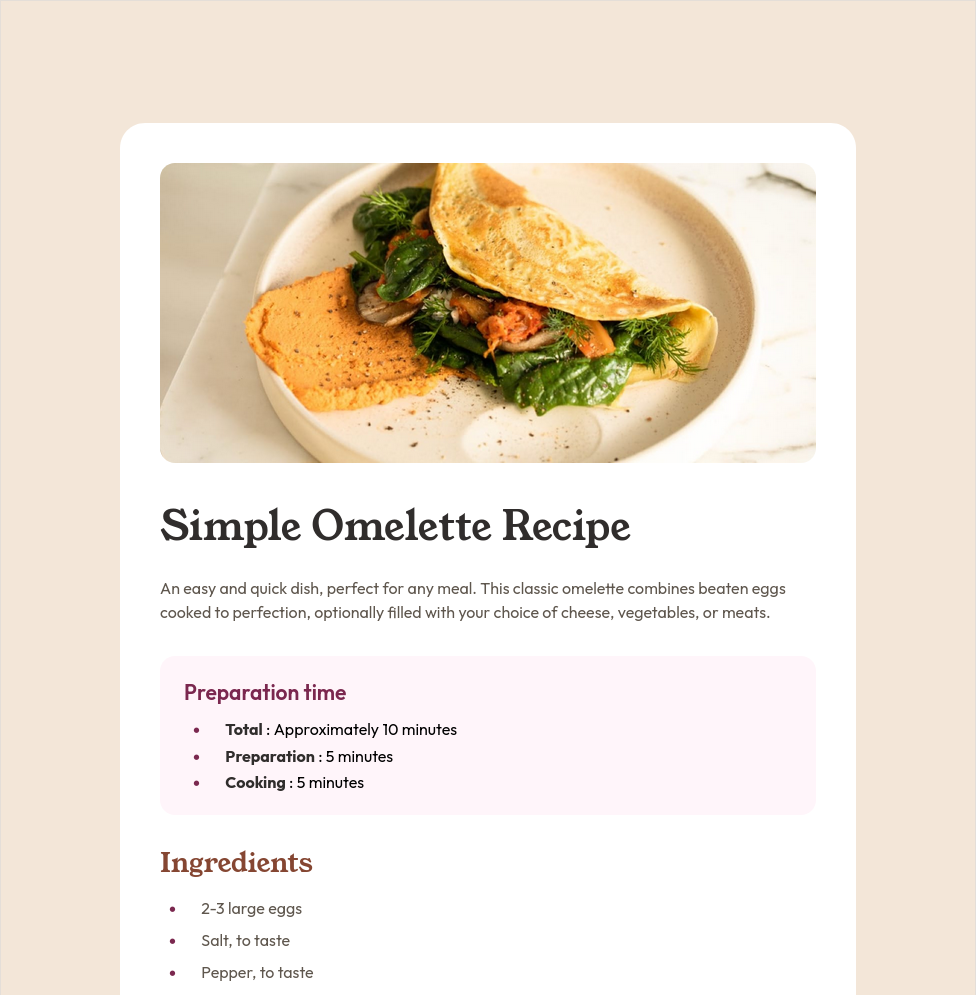 Simple Omelette Recipe
An easy and quick dish, perfect for any meal. This classic omelette combines beaten eggs
cooked to perfection, optionally filled with your choice of cheese, vegetables, or meats.
Preparation time
• Total : Approximately 10 minutes
• Preparation : 5 minutes
• Cooking : 5 minutes
Ingredients
• 2-3 large eggs
• Salt, to taste
• Pepper, to taste